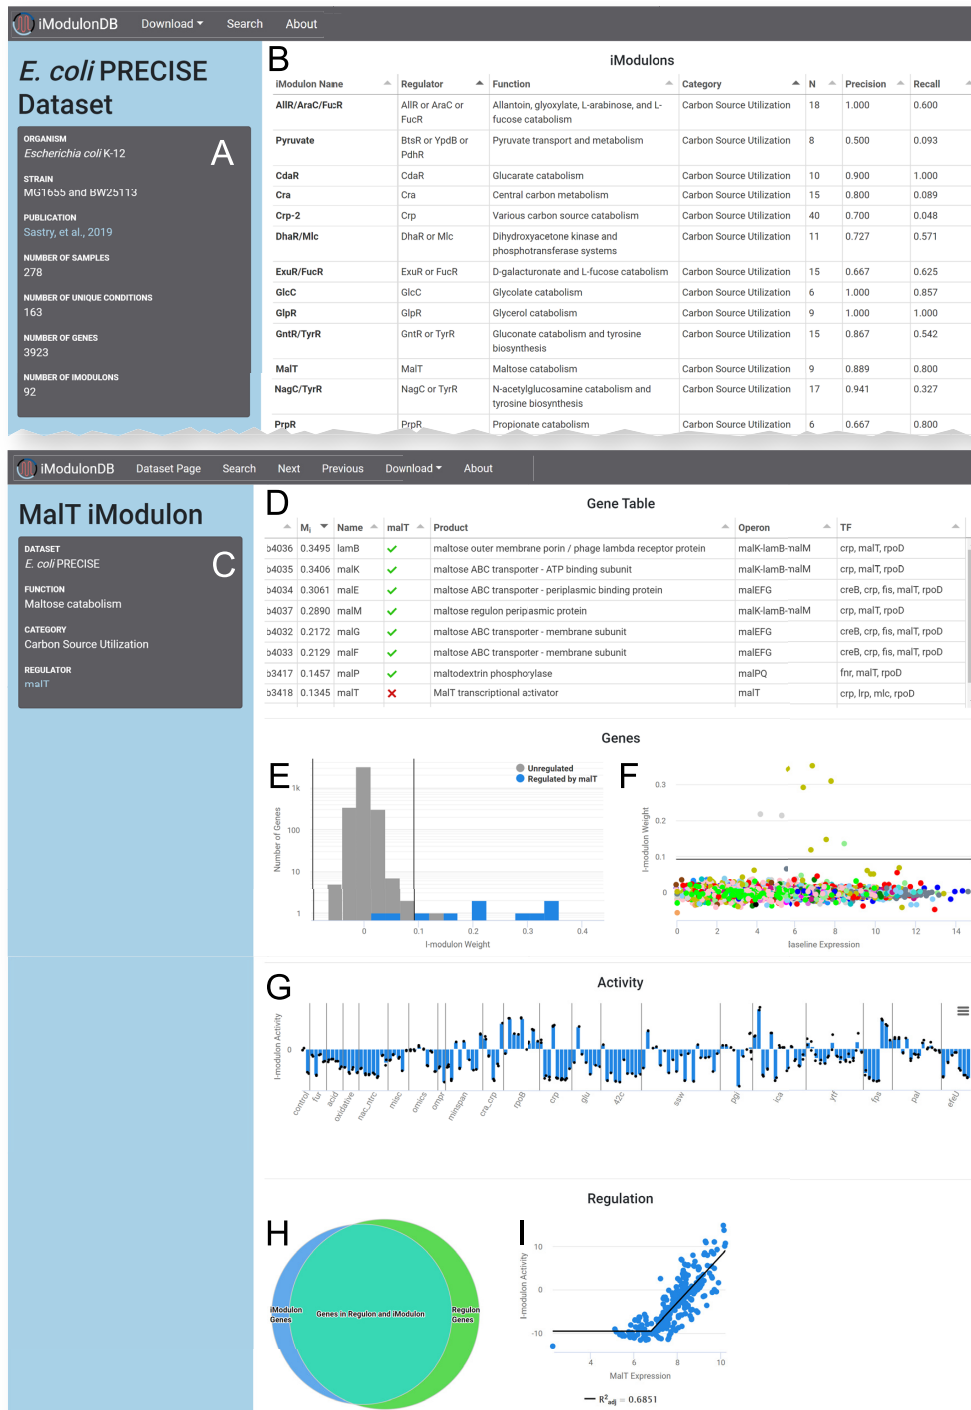 iModulonDB Download Search About
E. coli PRECISE
Dataset
A
ORGANISM
Escherichia coli K-12
STRAIN
MG1655 and BW25113
PUBLICATION
Sastry, et al., 2019
NUMBER OF SAMPLES
278
NUMBER OF UNIQUE CONDITIONS
163
NUMBER OF GENES
3923
NUMBER OF IMODULONS
92
B
iModulons
iModulon Name Regulator Function Category N Precision Recall
AllR/AraC/FucR AllR or AraC or Allantoin, glyoxylate, L-arabinose, and L- Carbon Source Utilization 18 1.000 0.600
FucR fucose catabolism
Pyruvate BtsR or YpdB or Pyruvate transport and metabolism Carbon Source Utilization 8 0.500 0.093
PdhR
CdaR CdaR Glucarate catabolism Carbon Source Utilization 10 0.900 1.000
Cra Cra Central carbon metabolism Carbon Source Utilization 15 0.800 0.089
Crp-2 Crp Various carbon source catabolism Carbon Source Utilization 40 0.700 0.048
DhaR/Mlc DhaR or Mlc Dihydroxyacetone kinase and Carbon Source Utilization 11 0.727 0.571
phosphotransferase systems
ExuR/FucR ExuR or FucR D-galacturonate and L-fucose catabolism Carbon Source Utilization 15 0.667 0.625
GlcC GlcC Glycolate catabolism Carbon Source Utilization 6 1.000 0.857
GlpR GlpR Glycerol catabolism Carbon Source Utilization 9 1.000 1.000
GntR/TyrR GntR or TyrR Gluconate catabolism and tyrosine Carbon Source Utilization 15 0.867 0.542
biosynthesis
MalT MalT Maltose catabolism Carbon Source Utilization 9 0.889 0.800
NagC/TyrR NagC or TyrR N-acetylglucosamine catabolism and Carbon Source Utilization 17 0.941 0.327
tyrosine biosynthesis
PrpR PrpR Propionate catabolism Carbon Source Utilization 6 0.667 0.800
iModulonDB Dataset Page Search Next Previous Download About
MalT iModulon
C
DATASET
E. coli PRECISE
FUNCTION
Maltose catabolism
CATEGORY
Carbon Source Utilization
REGULATOR
malT
D
Gene Table
Mi Name malT Product Operon TF
b4036 0.3495 lamB ✓ maltose outer membrane porin / phage lambda receptor protein malK-lamB-malM crp, malT, rpoD
b4035 0.3406 malK ✓ maltose ABC transporter - ATP binding subunit malK-lamB-malM crp, malT, rpoD
b4034 0.3061 malE ✓ maltose ABC transporter - periplasmic binding protein malEFG creB, crp, fis, malT, rpoD
b4037 0.2890 malM ✓ maltose regulon periplasmic protein malK-lamB-malM crp, malT, rpoD
b4032 0.2172 malG ✓ maltose ABC transporter - membrane subunit malEFG creB, crp, fis, malT, rpoD
b4033 0.2129 malF ✓ maltose ABC transporter - membrane subunit malEFG creB, crp, fis, malT, rpoD
b3417 0.1457 malP ✓ maltodextrin phosphorylase malPQ fnr, malT, rpoD
b3418 0.1345 malT ✗ MalT transcriptional activator malT crp, lrp, mlc, rpoD
Genes
E
Unregulated
Regulated by malT
Number of Genes
1k
100
10
1
0 0.1 0.2 0.3 0.4
I-modulon Weight
F
I-modulon Weight
0.3
0.2
0.1
0
0 2 4 6 8 10 12 14
Baseline Expression
G
Activity
I-modulon Activity
0
control fur acid oxidative nac_ntrc misc omics ompr minspan cra_crp rpoB crp glu 42c ssw pgi ica ytf fps pal efeU
Regulation
H
iModulon
Genes
Genes in Regulon and iModulon
Regulon
Genes
I
I-modulon Activity
10
0
-10
4 6 8 10
MalT Expression
R²adj = 0.6851